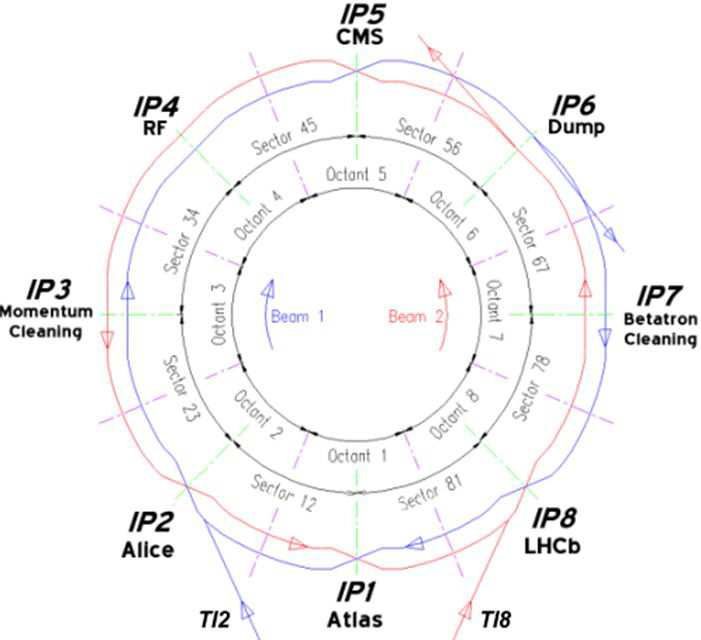 IP5
CMS
IP4
RF
IP6
Dump
Sector 45
Sector 56
Octant 5
Octant 4
Octant 6
Sector 34
Sector 67
IP3
Momentum
Cleaning
Octant 3
Beam 1
Beam 2
Octant 7
IP7
Betatron
Cleaning
Sector 23
Sector 78
Octant 2
Octant 8
Octant 1
Sector 12
Sector 81
IP2
Alice
IP8
LHCb
IP1
Atlas
TI2
TI8